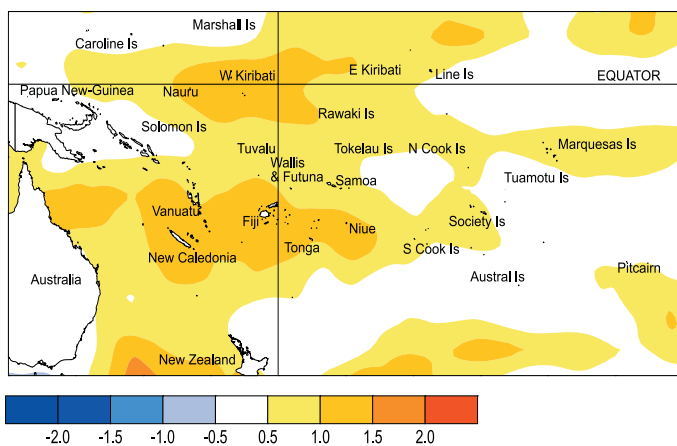 Marshall Is
Caroline Is
E Kiribati
W Kiribati
Line Is
EQUATOR
Papua New-Guinea
Nauru
Rawaki Is
Solomon Is
Tuvalu
Tokelau Is
N Cook Is
Marquesas Is
Wallis
& Futuna
Samoa
Tuamotu Is
Vanuatu
Fiji
Niue
Society Is
Tonga
S Cook Is
New Caledonia
Australia
Austral Is
Pitcairn
New Zealand
-2.0 -1.5 -1.0 -0.5 0.5 1.0 1.5 2.0